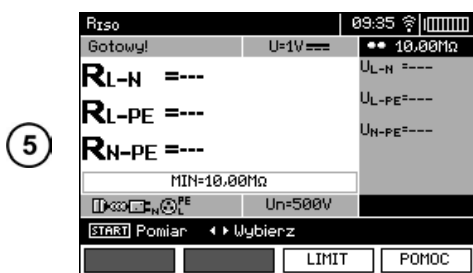 RISO 09:35
Gotowy! U=1V 10,00MΩ
RL-N =---
RL-PE =---
RN-PE =---
UL-N =---
UL-PE=---
UN-PE=---
5
MIN=10,00MΩ
N PE L Un=500V
START Pomiar Wybierz
LIMIT POMOC